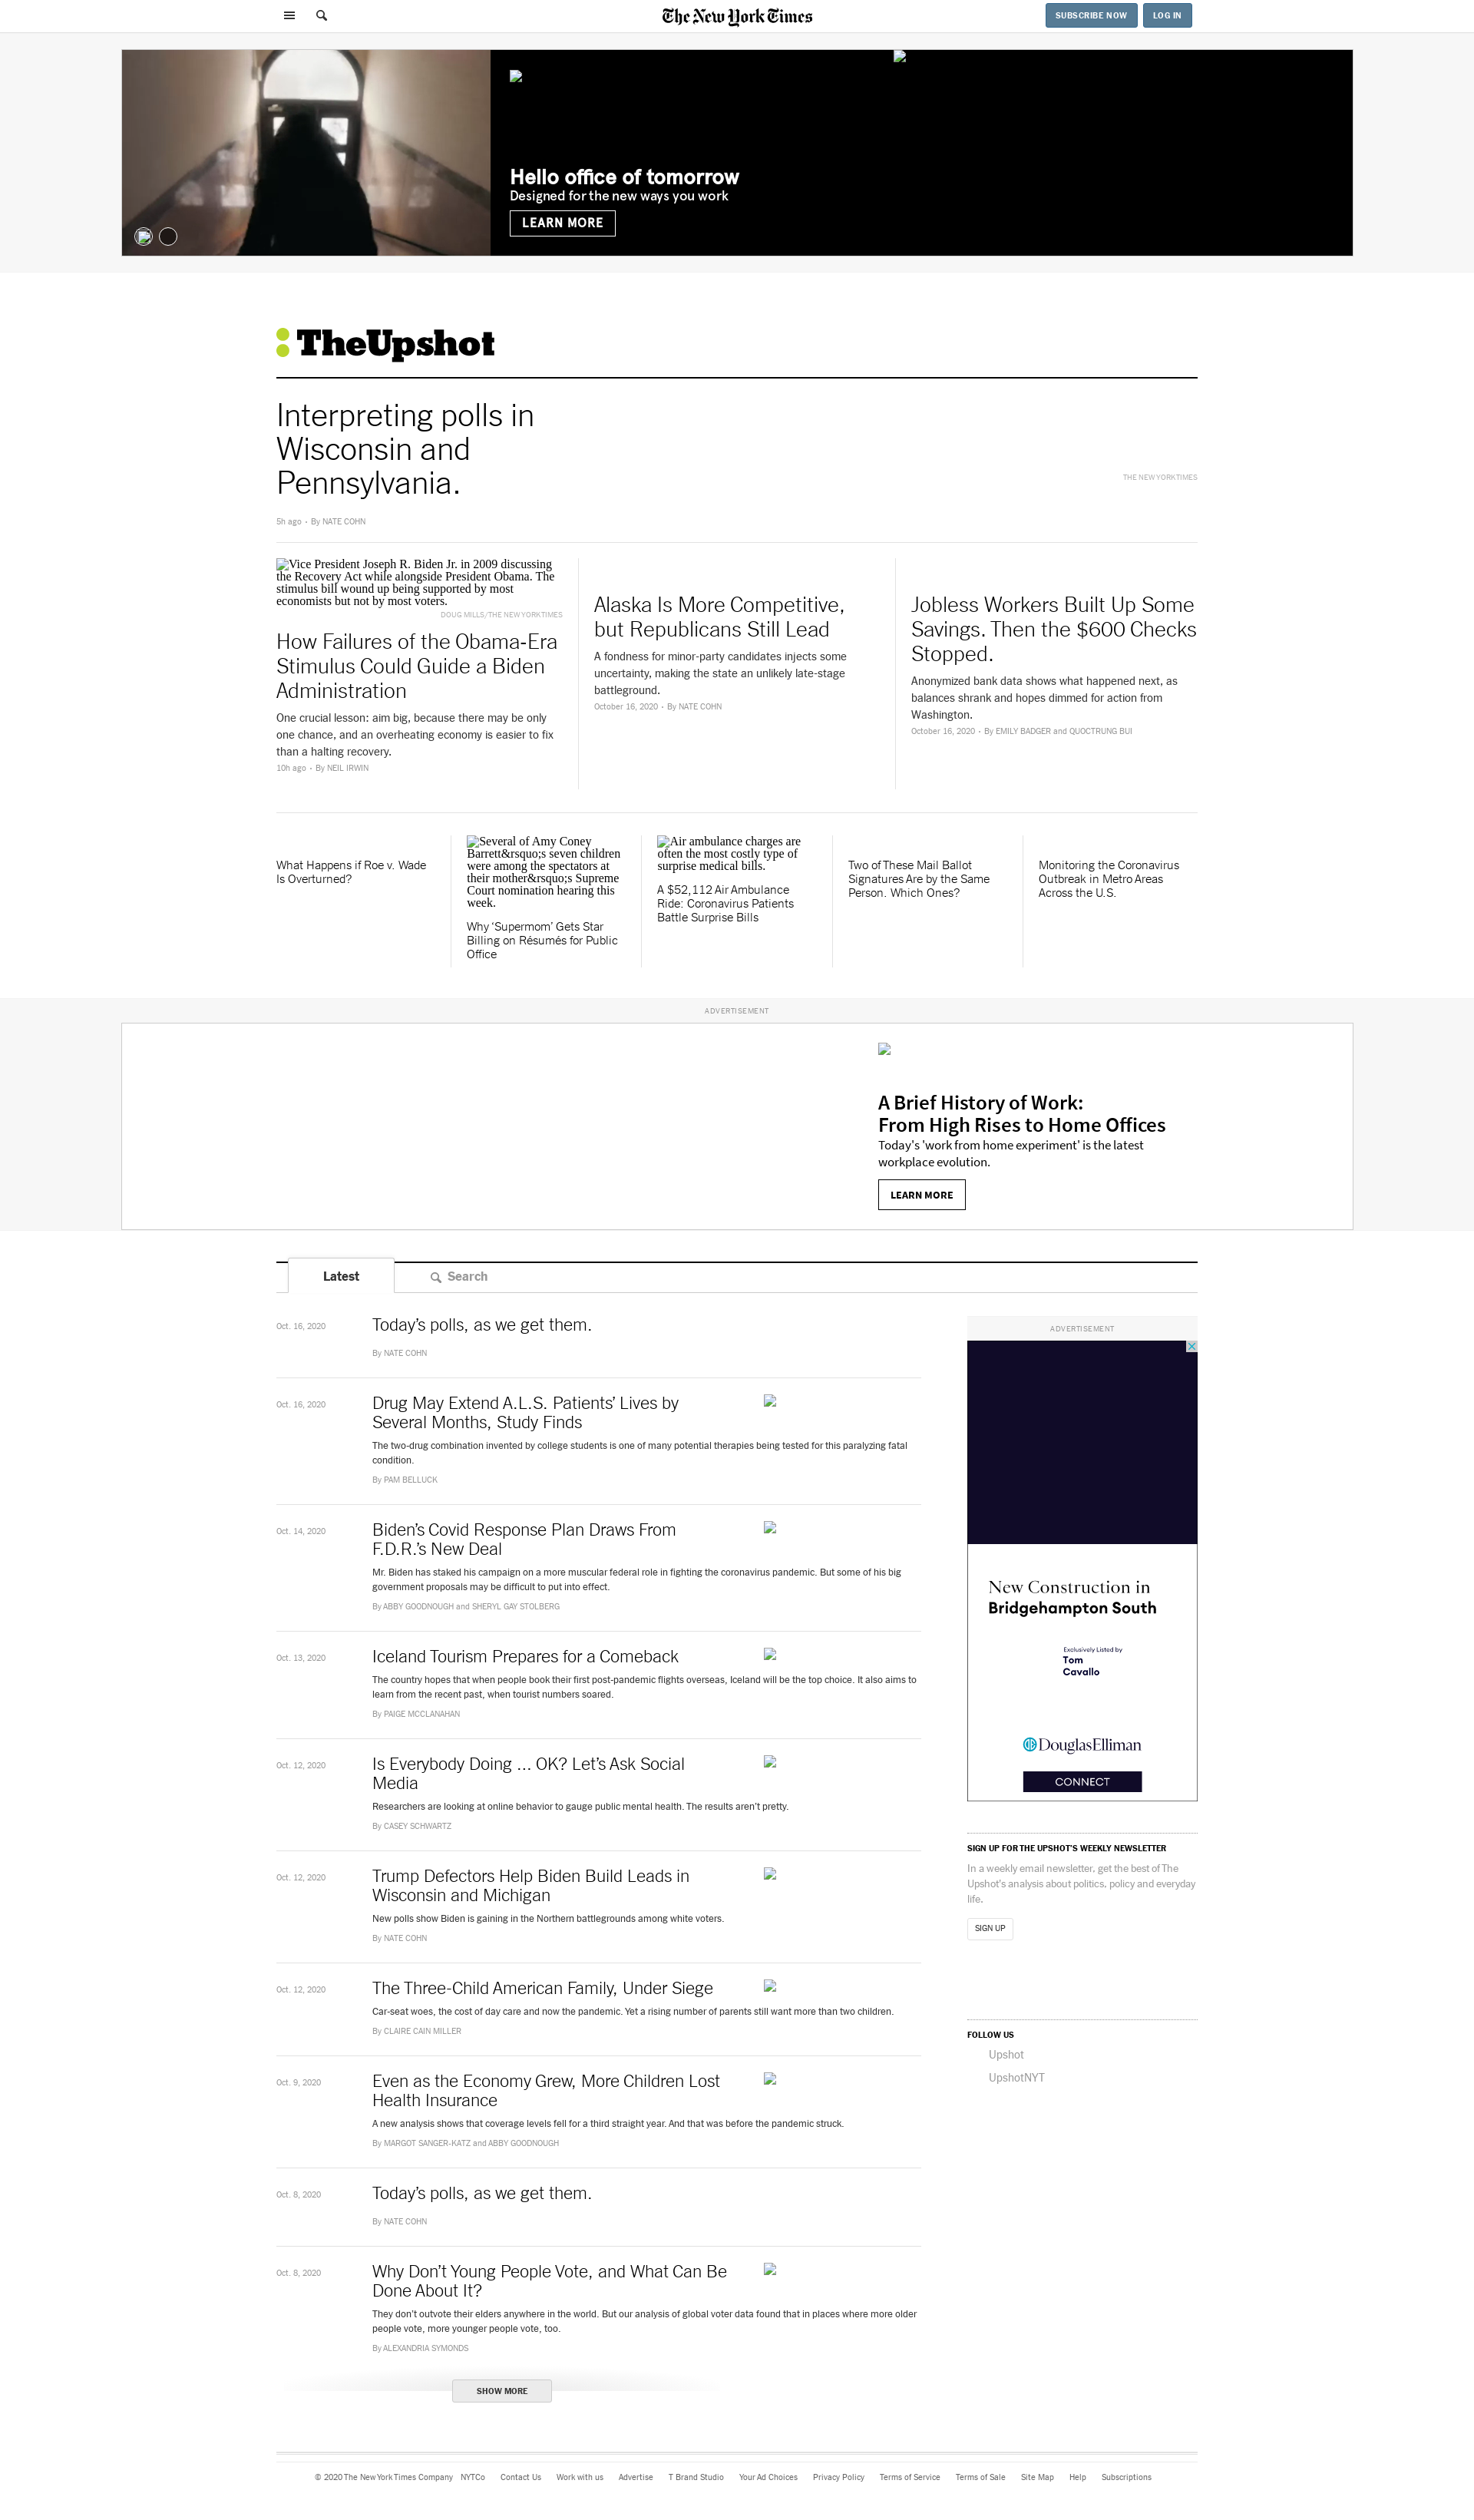 The New York Times
SUBSCRIBE NOW
LOG IN
Hello office of tomorrow
Designed for the new ways you work
LEARN MORE
TheUpshot
Interpreting polls in
Wisconsin and
Pennsylvania.
THE NEW YORK TIMES
5h ago • By NATE COHN
Vice President Joseph R. Biden Jr. in 2009 discussing
the Recovery Act while alongside President Obama. The
stimulus bill wound up being supported by most
economists but not by most voters.
DOUG MILLS/THE NEW YORK TIMES
How Failures of the Obama-Era
Stimulus Could Guide a Biden
Administration
One crucial lesson: aim big, because there may be only
one chance, and an overheating economy is easier to fix
than a halting recovery.
10h ago • By NEIL IRWIN
Alaska Is More Competitive,
but Republicans Still Lead
A fondness for minor-party candidates injects some
uncertainty, making the state an unlikely late-stage
battleground.
October 16, 2020 • By NATE COHN
Jobless Workers Built Up Some
Savings. Then the $600 Checks
Stopped.
Anonymized bank data shows what happened next, as
balances shrank and hopes dimmed for action from
Washington.
October 16, 2020 • By EMILY BADGER and QUOCTRUNG BUI
What Happens if Roe v. Wade
Is Overturned?
Several of Amy Coney
Barrett&rsquo;s seven children
were among the spectators at
their mother&rsquo;s Supreme
Court nomination hearing this
week.
Why ‘Supermom’ Gets Star
Billing on Résumés for Public
Office
Air ambulance charges are
often the most costly type of
surprise medical bills.
A $52,112 Air Ambulance
Ride: Coronavirus Patients
Battle Surprise Bills
Two of These Mail Ballot
Signatures Are by the Same
Person. Which Ones?
Monitoring the Coronavirus
Outbreak in Metro Areas
Across the U.S.
ADVERTISEMENT
A Brief History of Work:
From High Rises to Home Offices
Today's 'work from home experiment' is the latest
workplace evolution.
LEARN MORE
Latest
Search
Oct. 16, 2020
Today’s polls, as we get them.
By NATE COHN
Oct. 16, 2020
Drug May Extend A.L.S. Patients’ Lives by
Several Months, Study Finds
The two-drug combination invented by college students is one of many potential therapies being tested for this paralyzing fatal
condition.
By PAM BELLUCK
Oct. 14, 2020
Biden’s Covid Response Plan Draws From
F.D.R.’s New Deal
Mr. Biden has staked his campaign on a more muscular federal role in fighting the coronavirus pandemic. But some of his big
government proposals may be difficult to put into effect.
By ABBY GOODNOUGH and SHERYL GAY STOLBERG
Oct. 13, 2020
Iceland Tourism Prepares for a Comeback
The country hopes that when people book their first post-pandemic flights overseas, Iceland will be the top choice. It also aims to
learn from the recent past, when tourist numbers soared.
By PAIGE MCCLANAHAN
Oct. 12, 2020
Is Everybody Doing ... OK? Let’s Ask Social
Media
Researchers are looking at online behavior to gauge public mental health. The results aren’t pretty.
By CASEY SCHWARTZ
Oct. 12, 2020
Trump Defectors Help Biden Build Leads in
Wisconsin and Michigan
New polls show Biden is gaining in the Northern battlegrounds among white voters.
By NATE COHN
Oct. 12, 2020
The Three-Child American Family, Under Siege
Car-seat woes, the cost of day care and now the pandemic. Yet a rising number of parents still want more than two children.
By CLAIRE CAIN MILLER
Oct. 9, 2020
Even as the Economy Grew, More Children Lost
Health Insurance
A new analysis shows that coverage levels fell for a third straight year. And that was before the pandemic struck.
By MARGOT SANGER-KATZ and ABBY GOODNOUGH
Oct. 8, 2020
Today’s polls, as we get them.
By NATE COHN
Oct. 8, 2020
Why Don’t Young People Vote, and What Can Be
Done About It?
They don’t outvote their elders anywhere in the world. But our analysis of global voter data found that in places where more older
people vote, more younger people vote, too.
By ALEXANDRIA SYMONDS
SHOW MORE
ADVERTISEMENT
New Construction in
Bridgehampton South
Exclusively Listed by
Tom
Cavallo
DouglasElliman
CONNECT
SIGN UP FOR THE UPSHOT'S WEEKLY NEWSLETTER
In a weekly email newsletter, get the best of The
Upshot's analysis about politics, policy and everyday
life.
SIGN UP
FOLLOW US
Upshot
UpshotNYT
© 2020 The New York Times Company NYTCo Contact Us Work with us Advertise T Brand Studio Your Ad Choices Privacy Policy Terms of Service Terms of Sale Site Map Help Subscriptions